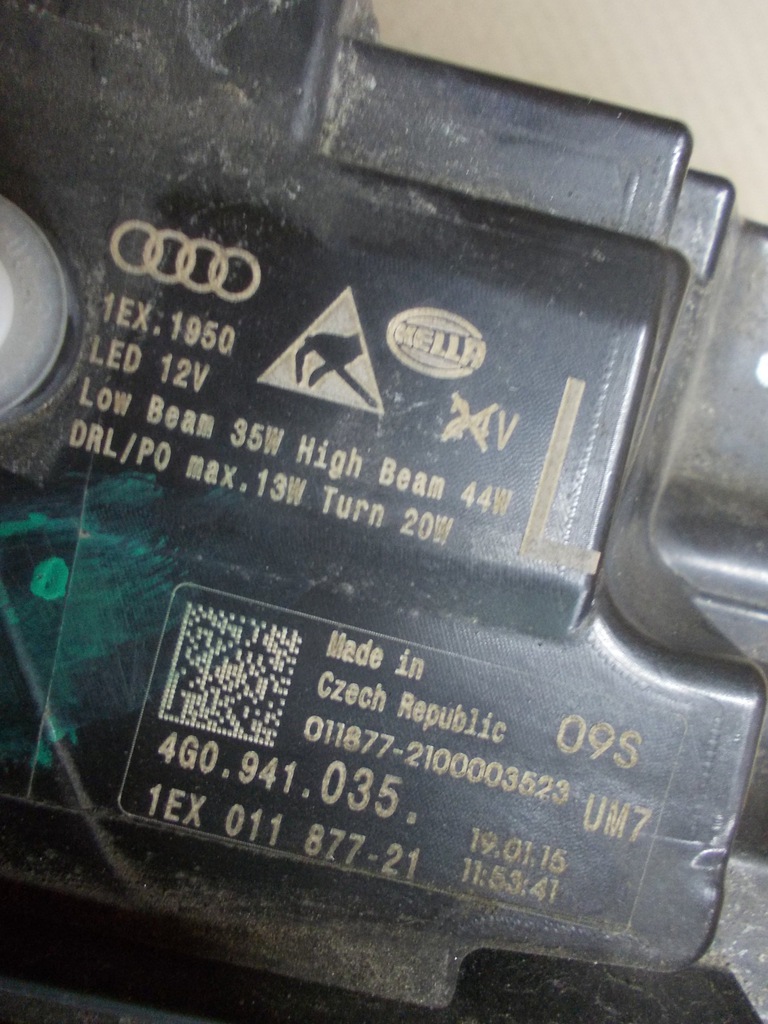 1EX.1950
HELLA
LED 12V
24V
Low Beam 35W High Beam 44W
DRL/PO max.13W Turn 20W
L
Made in
Czech Republic
09S
011877-2100003523
UM7
4G0.941.035.
1EX 011 877-21
19.01.15
11:53:41